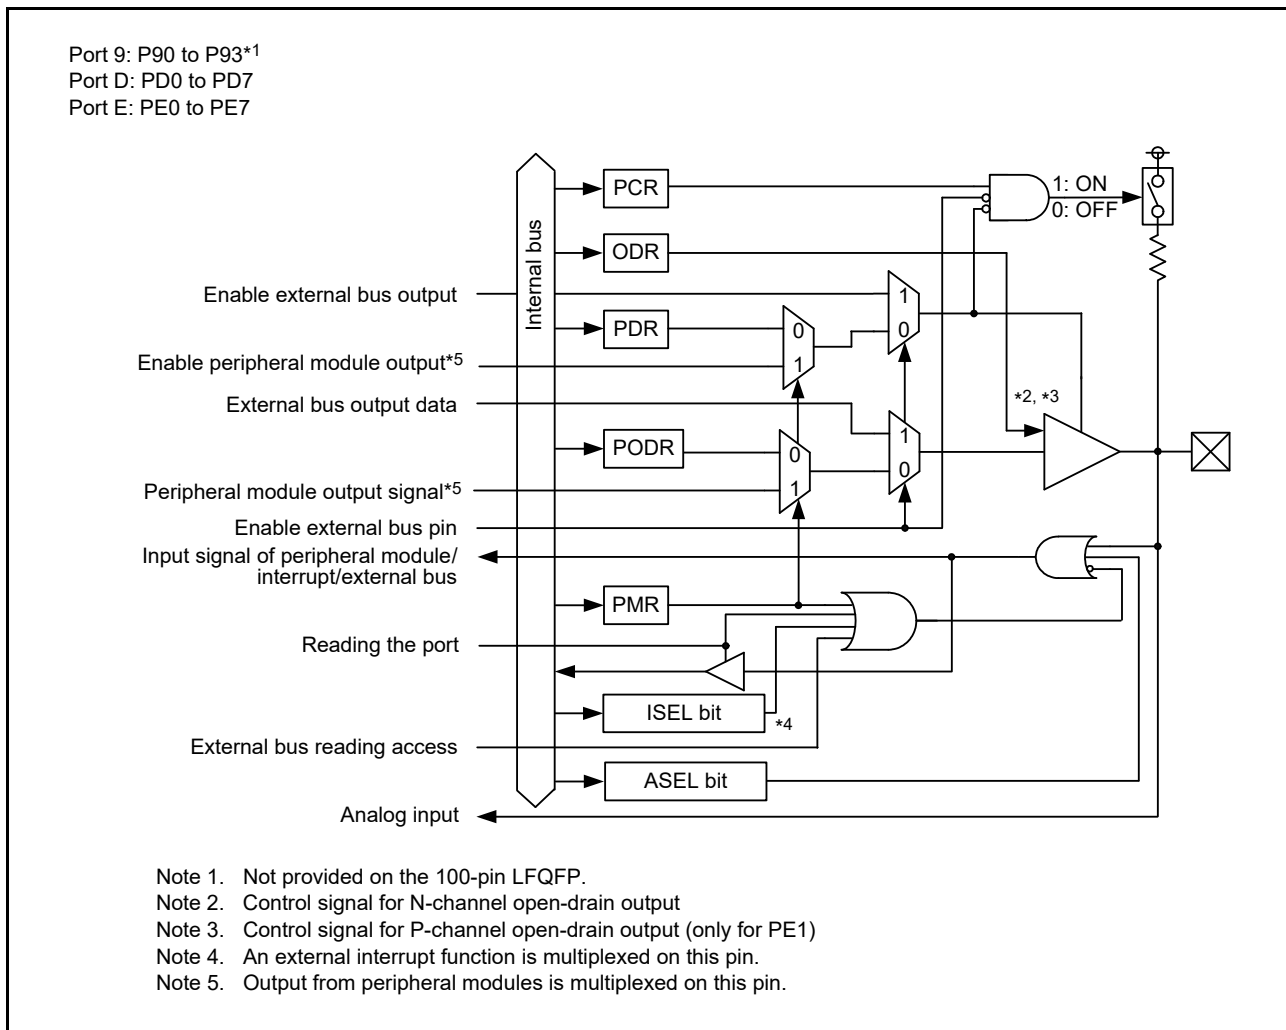 Port 9: P90 to P93*1
Port D: PD0 to PD7
Port E: PE0 to PE7
PCR
1: ON
0: OFF
ODR
Internal bus
Enable external bus output
1
PDR
0
0
Enable peripheral module output*5
1
External bus output data
*2, *3
1
PODR
0
0
Peripheral module output signal*5
1
Enable external bus pin
Input signal of peripheral module/
interrupt/external bus
PMR
Reading the port
ISEL bit
*4
External bus reading access
ASEL bit
Analog input
Note 1. Not provided on the 100-pin LFQFP.
Note 2. Control signal for N-channel open-drain output
Note 3. Control signal for P-channel open-drain output (only for PE1)
Note 4. An external interrupt function is multiplexed on this pin.
Note 5. Output from peripheral modules is multiplexed on this pin.